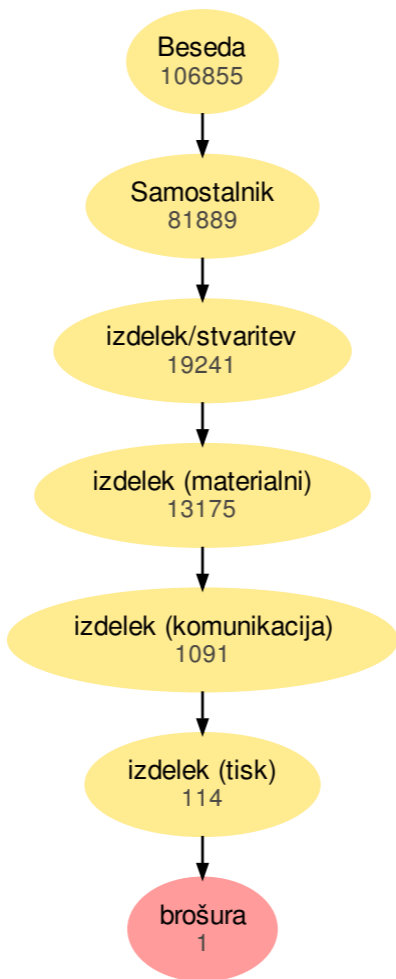 Beseda
106855
Samostalnik
81889
izdelek/stvaritev
19241
izdelek (materialni)
13175
izdelek (komunikacija)
1091
izdelek (tisk)
114
brošura
1